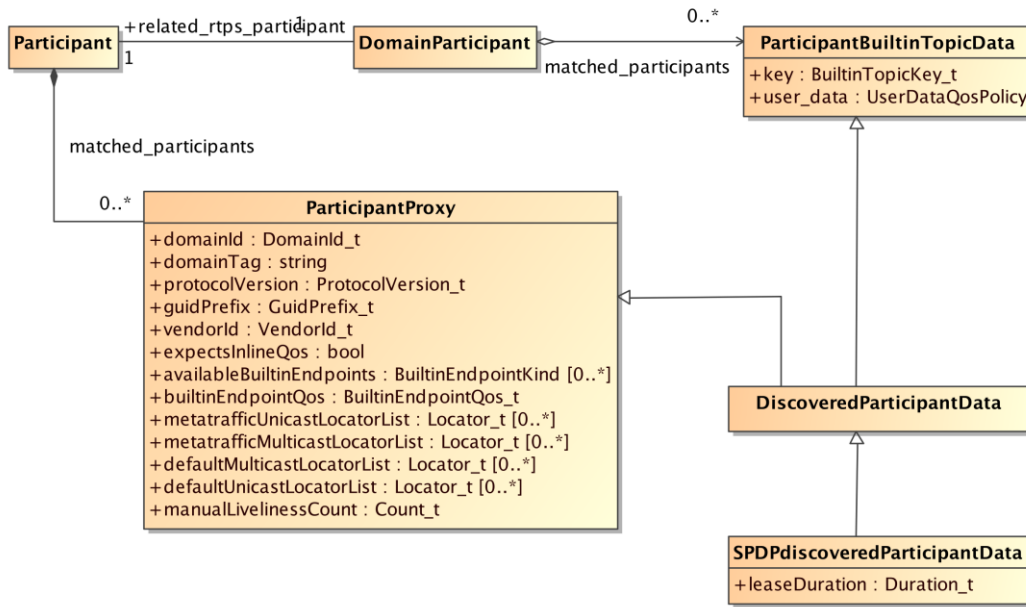 Participant
+related_rtps_participant
1
1
DomainParticipant
0..*
matched_participants
ParticipantBuiltinTopicData
+key : BuiltinTopicKey_t
+user_data : UserDataQosPolicy
matched_participants
0..*
ParticipantProxy
+domainId : DomainId_t
+domainTag : string
+protocolVersion : ProtocolVersion_t
+guidPrefix : GuidPrefix_t
+vendorId : VendorId_t
+expectsInlineQos : bool
+availableBuiltinEndpoints : BuiltinEndpointKind [0..*]
+builtinEndpointQos : BuiltinEndpointQos_t
+metatrafficUnicastLocatorList : Locator_t [0..*]
+metatrafficMulticastLocatorList : Locator_t [0..*]
+defaultMulticastLocatorList : Locator_t [0..*]
+defaultUnicastLocatorList : Locator_t [0..*]
+manualLivelinessCount : Count_t
DiscoveredParticipantData
SPDPdiscoveredParticipantData
+leaseDuration : Duration_t